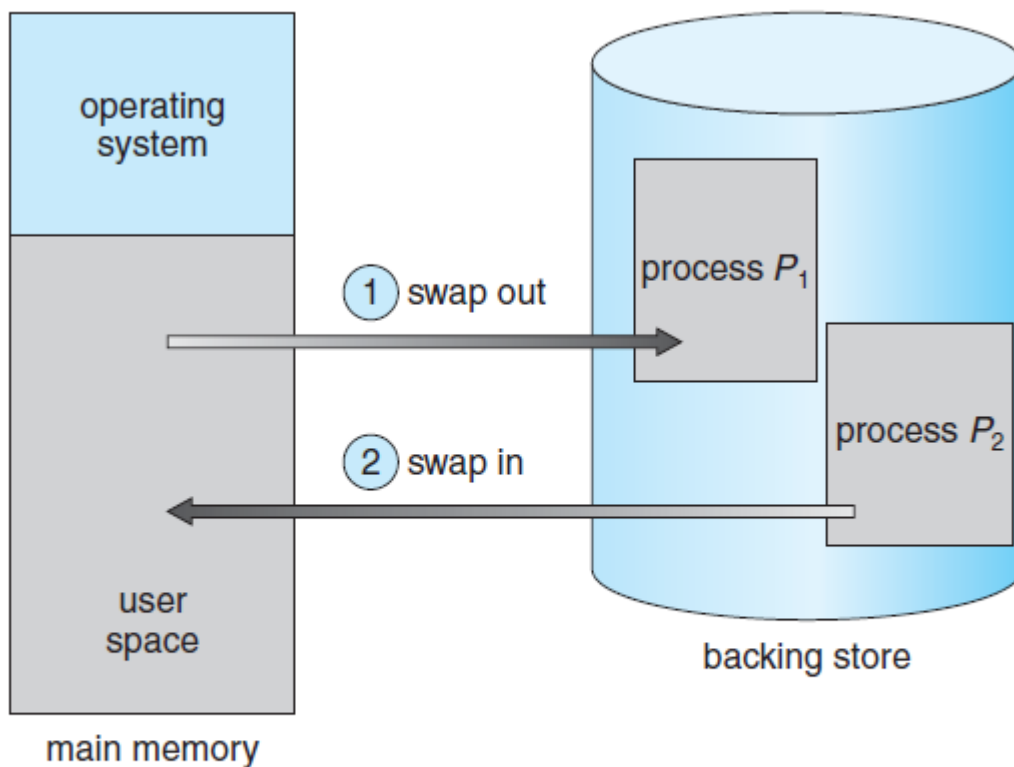 operating
system
process P₁
1 swap out
process P₂
2 swap in
user
space
backing store
main memory